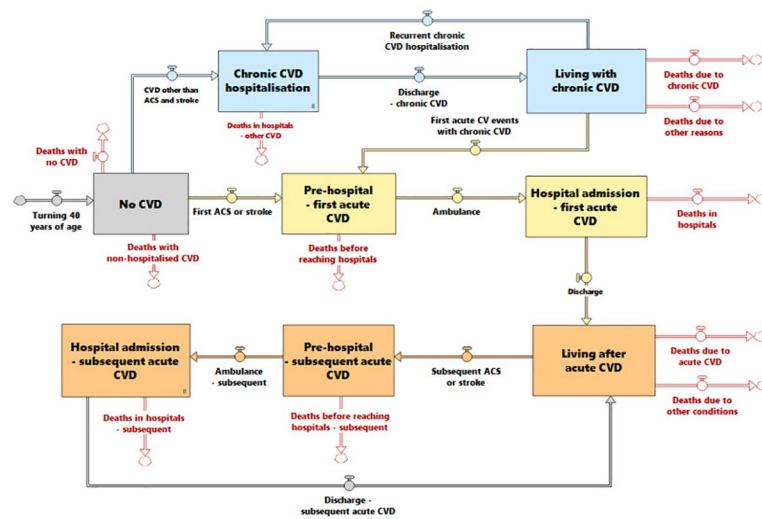 Recurrent chronic
CVD hospitalisation
Chronic CVD
hospitalisation
R
CVD other than
ACS and stroke
Discharge
- chronic CVD
Living with
chronic CVD
Deaths due to
chronic CVD
Deaths due to
other reasons
Deaths in hospitals
- other CVD
First acute CV events
with chronic CVD
Deaths with
no CVD
Turning 40
years of age
No CVD
First ACS or stroke
Pre-hospital
- first acute
CVD
Ambulance
Hospital admission
- first acute
CVD
Deaths in
hospitals
Deaths with
non-hospitalised CVD
Deaths before
reaching hospitals
Discharge
Hospital admission
- subsequent acute
CVD
R
Ambulance
- subsequent
Pre-hospital
- subsequent acute
CVD
Subsequent ACS
or stroke
Living after
acute CVD
Deaths due to
acute CVD
Deaths due to
other conditions
Deaths in hospitals
- subsequent
Deaths before reaching
hospitals - subsequent
Discharge -
subsequent acute CVD